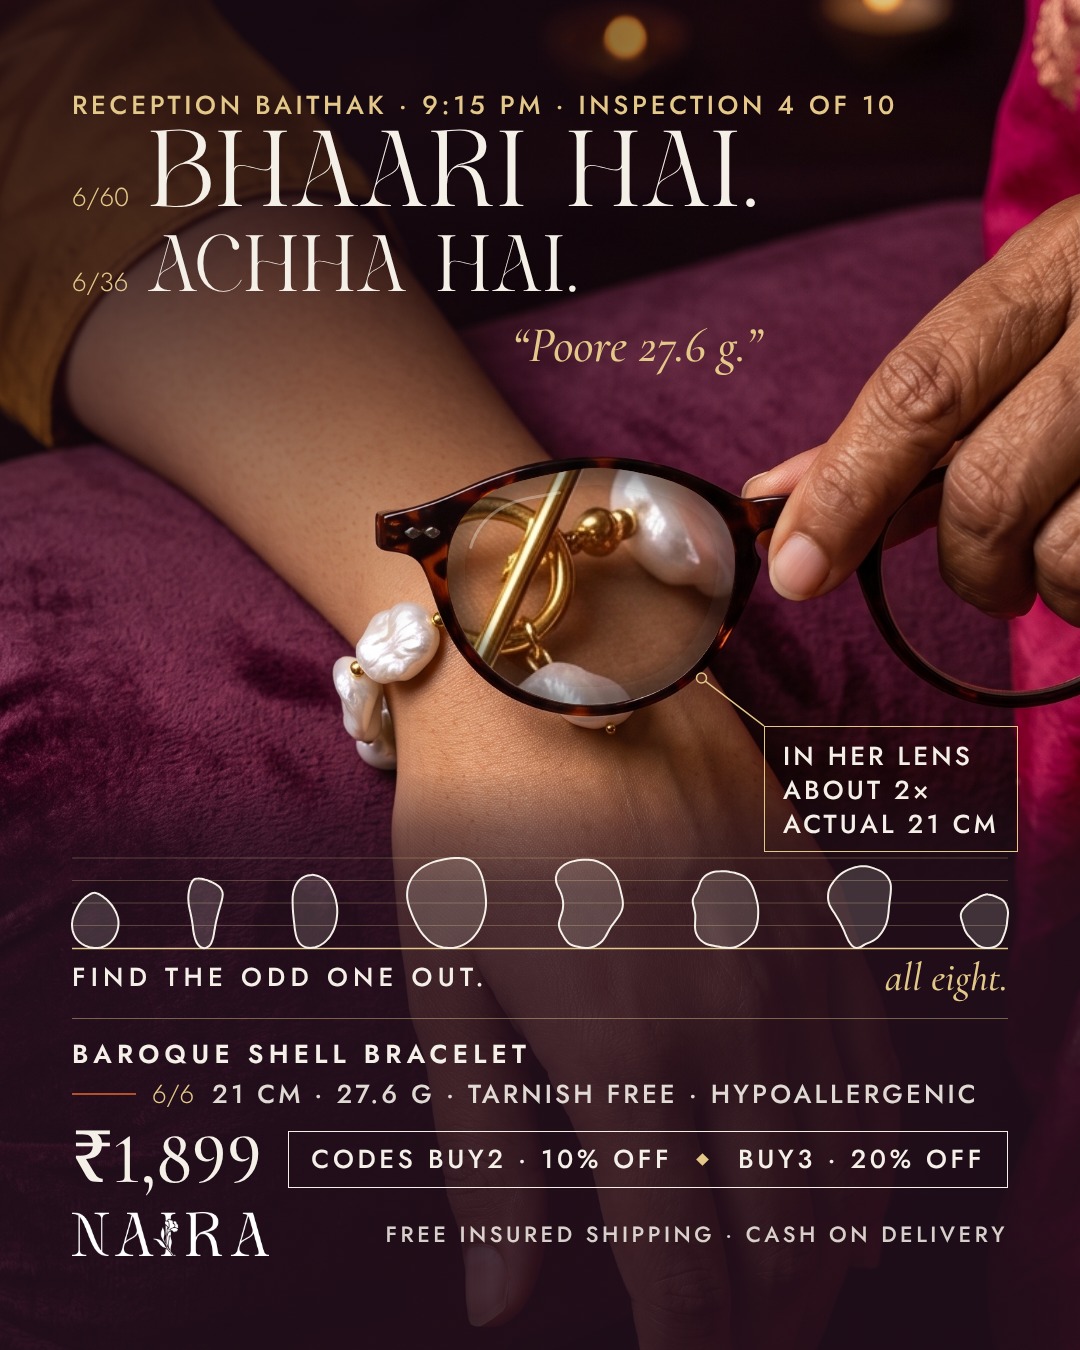 RECEPTION BAITHAK · 9:15 PM · INSPECTION 4 OF 10
6/60 BHAARI HAI.
6/36 ACHHA HAI.
“Poore 27.6 g.”
IN HER LENS
ABOUT 2×
ACTUAL 21 CM
FIND THE ODD ONE OUT.
all eight.
BAROQUE SHELL BRACELET
6/6 21 CM · 27.6 G · TARNISH FREE · HYPOALLERGENIC
₹1,899
CODES BUY2 · 10% OFF ◆ BUY3 · 20% OFF
NAIRA
FREE INSURED SHIPPING · CASH ON DELIVERY